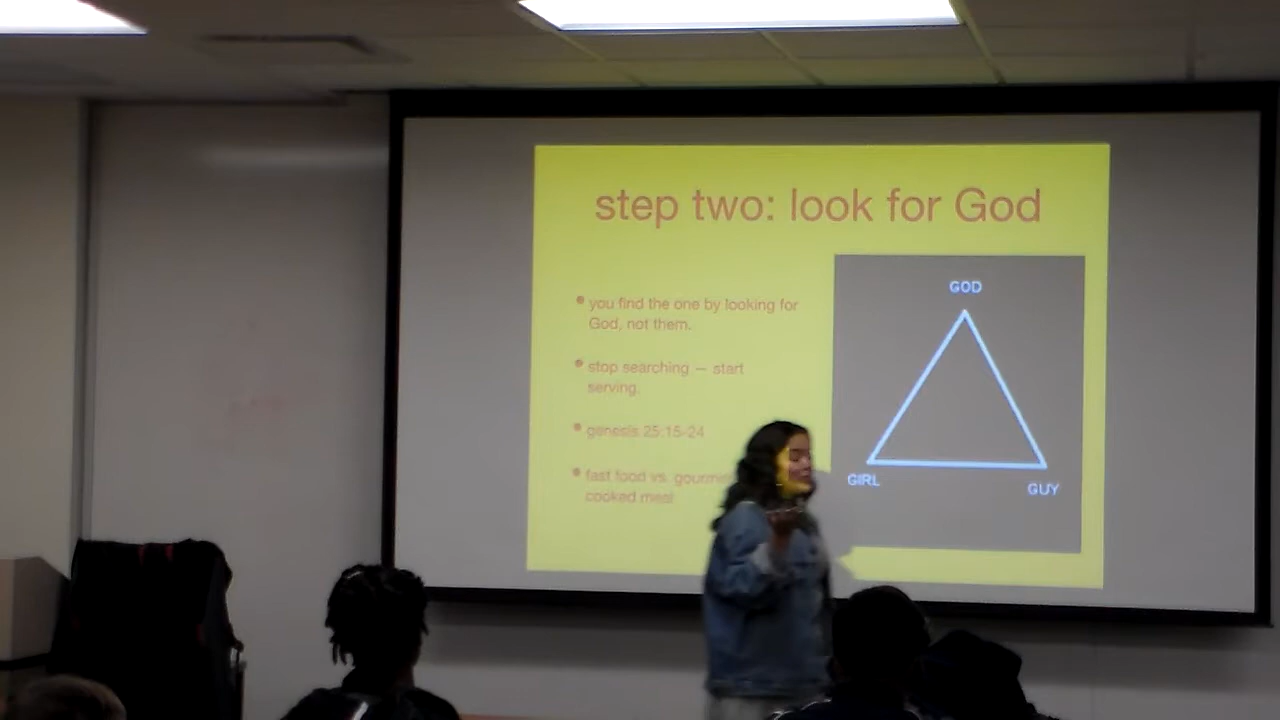 step two: look for God
• you find the one by looking for
God, not them.
• stop searching — start
serving.
• genesis 25:15-24
• fast food vs.
cooked meal
GOD
GIRL
GUY